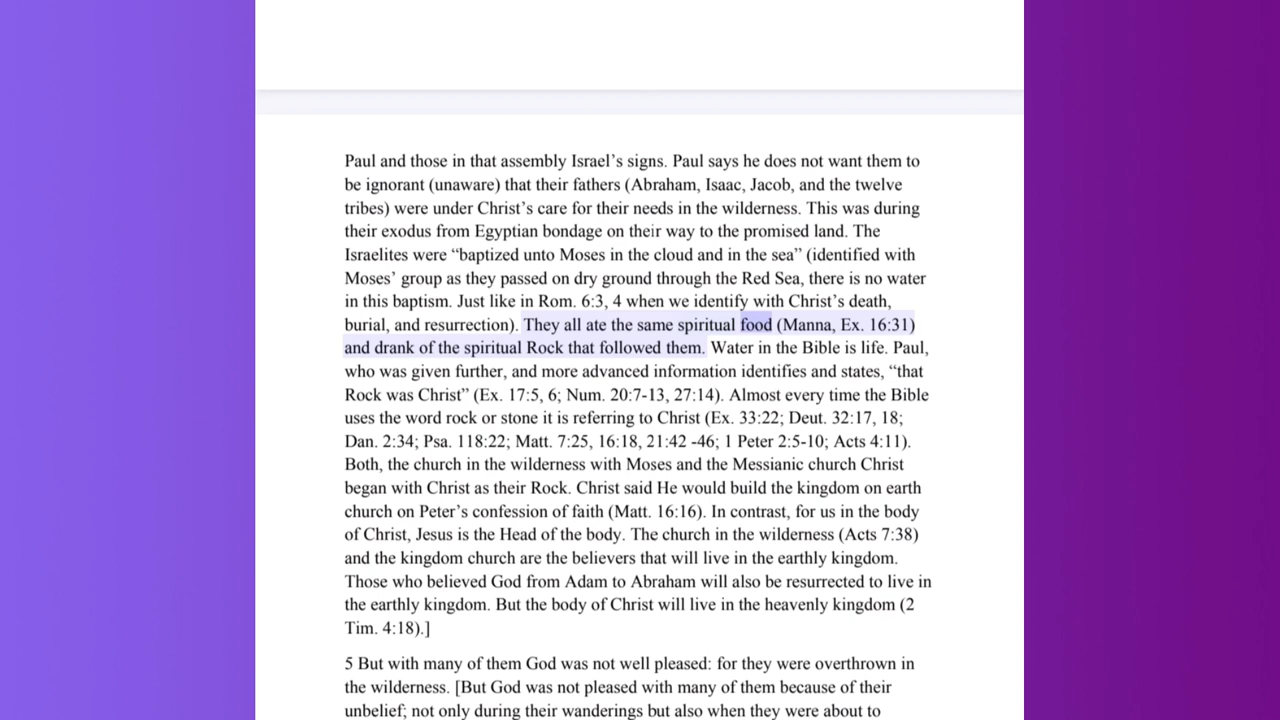 Paul and those in that assembly Israel’s signs. Paul says he does not want them to
be ignorant (unaware) that their fathers (Abraham, Isaac, Jacob, and the twelve
tribes) were under Christ’s care for their needs in the wilderness. This was during
their exodus from Egyptian bondage on their way to the promised land. The
Israelites were “baptized unto Moses in the cloud and in the sea” (identified with
Moses’ group as they passed on dry ground through the Red Sea, there is no water
in this baptism. Just like in Rom. 6:3, 4 when we identify with Christ’s death,
burial, and resurrection). They all ate the same spiritual food (Manna, Ex. 16:31)
and drank of the spiritual Rock that followed them. Water in the Bible is life. Paul,
who was given further, and more advanced information identifies and states, “that
Rock was Christ” (Ex. 17:5, 6; Num. 20:7-13, 27:14). Almost every time the Bible
uses the word rock or stone it is referring to Christ (Ex. 33:22; Deut. 32:17, 18;
Dan. 2:34; Psa. 118:22; Matt. 7:25, 16:18, 21:42 -46; 1 Peter 2:5-10; Acts 4:11).
Both, the church in the wilderness with Moses and the Messianic church Christ
began with Christ as their Rock. Christ said He would build the kingdom on earth
church on Peter’s confession of faith (Matt. 16:16). In contrast, for us in the body
of Christ, Jesus is the Head of the body. The church in the wilderness (Acts 7:38)
and the kingdom church are the believers that will live in the earthly kingdom.
Those who believed God from Adam to Abraham will also be resurrected to live in
the earthly kingdom. But the body of Christ will live in the heavenly kingdom (2
Tim. 4:18).]
5 But with many of them God was not well pleased: for they were overthrown in
the wilderness. [But God was not pleased with many of them because of their
unbelief; not only during their wanderings but also when they were about to